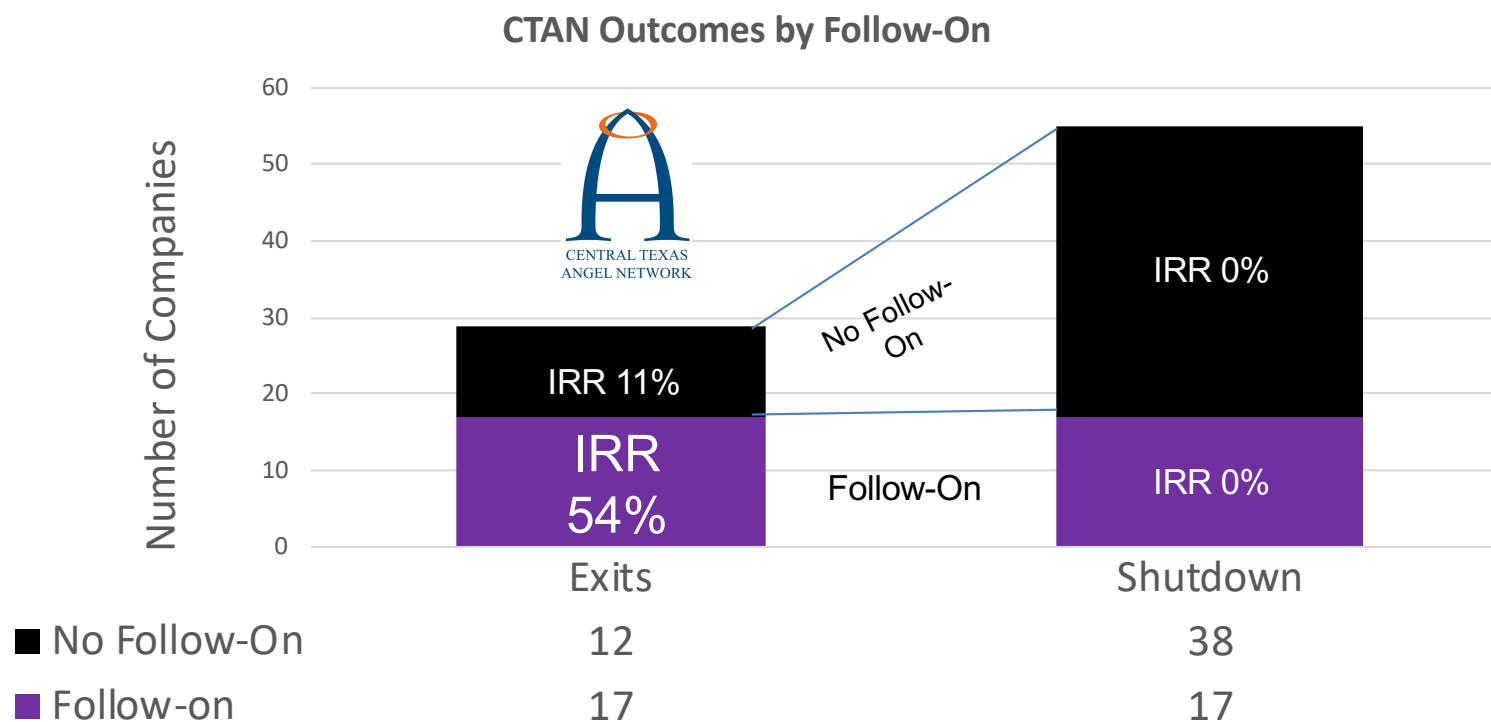 CTAN Outcomes by Follow-On
Number of Companies
60
50
40
30
20
10
0
CENTRAL TEXAS
ANGEL NETWORK
IRR 11%
IRR
54%
No Follow-
On
Follow-On
IRR 0%
IRR 0%
Exits
Shutdown
No Follow-On 12 38
Follow-on 17 17